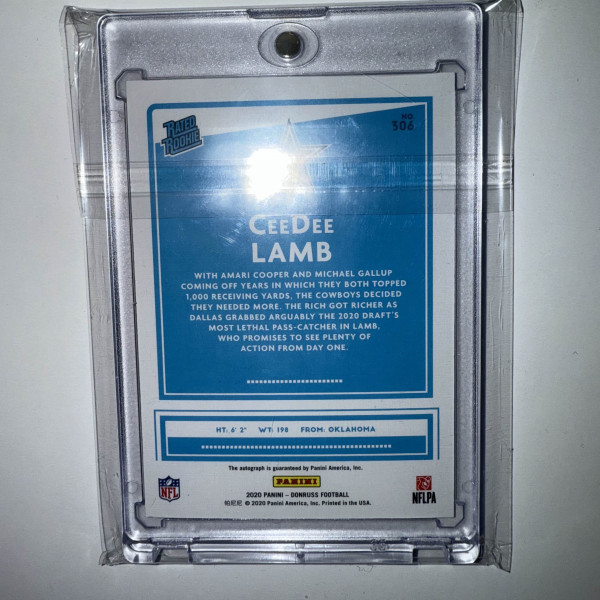 RATED
ROOKIE
NO.
306
CEEDEE
LAMB
WITH AMARI COOPER AND MICHAEL GALLUP
COMING OFF YEARS IN WHICH THEY BOTH TOPPED
1,000 RECEIVING YARDS, THE COWBOYS DECIDED
THEY NEEDED MORE. THE RICH GOT RICHER AS
DALLAS GRABBED ARGUABLY THE 2020 DRAFT'S
MOST LETHAL PASS-CATCHER IN LAMB,
WHO PROMISES TO SEE PLENTY OF
ACTION FROM DAY ONE.
HT: 6' 2" WT: 198 FROM: OKLAHOMA
The autograph is guaranteed by Panini America, Inc.
PANINI
NFL
2020 PANINI - DONRUSS FOOTBALL
帕尼尼 © 2020 Panini America, Inc. Printed in the USA.
NFLPA